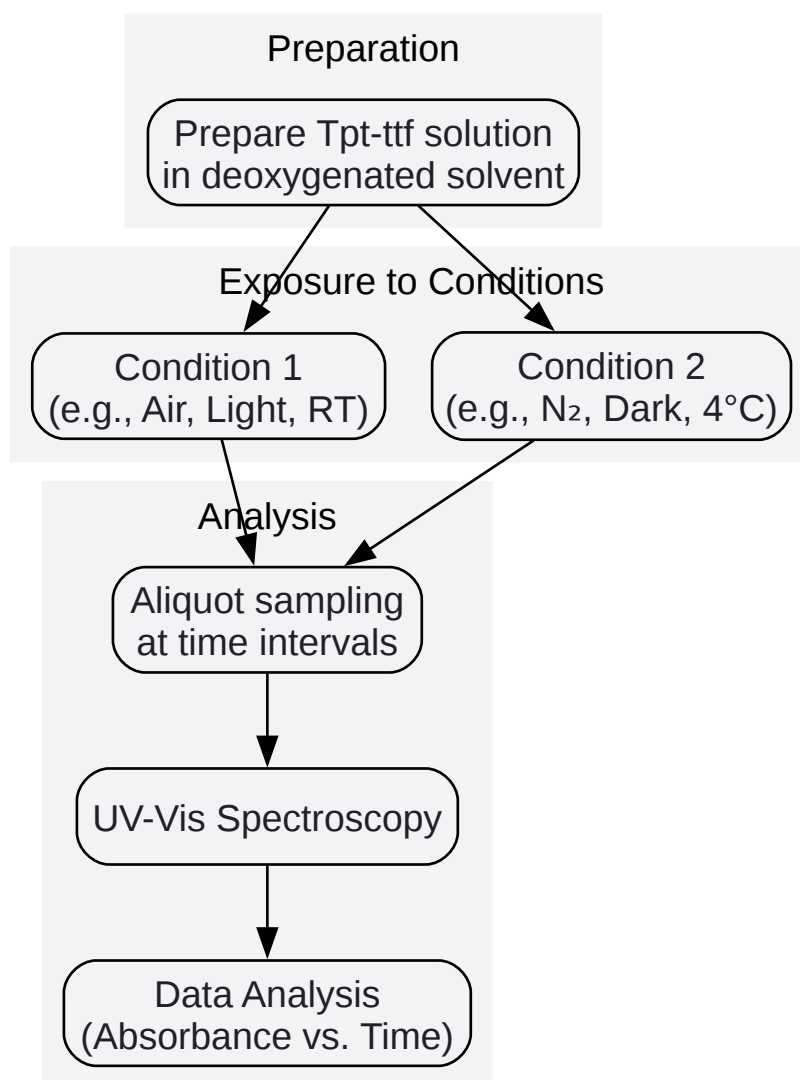 Preparation
Prepare Tpt-ttf solution
in deoxygenated solvent
Exposure to Conditions
Condition 1
(e.g., Air, Light, RT)
Condition 2
(e.g., N₂, Dark, 4°C)
Analysis
Aliquot sampling
at time intervals
UV-Vis Spectroscopy
Data Analysis
(Absorbance vs. Time)